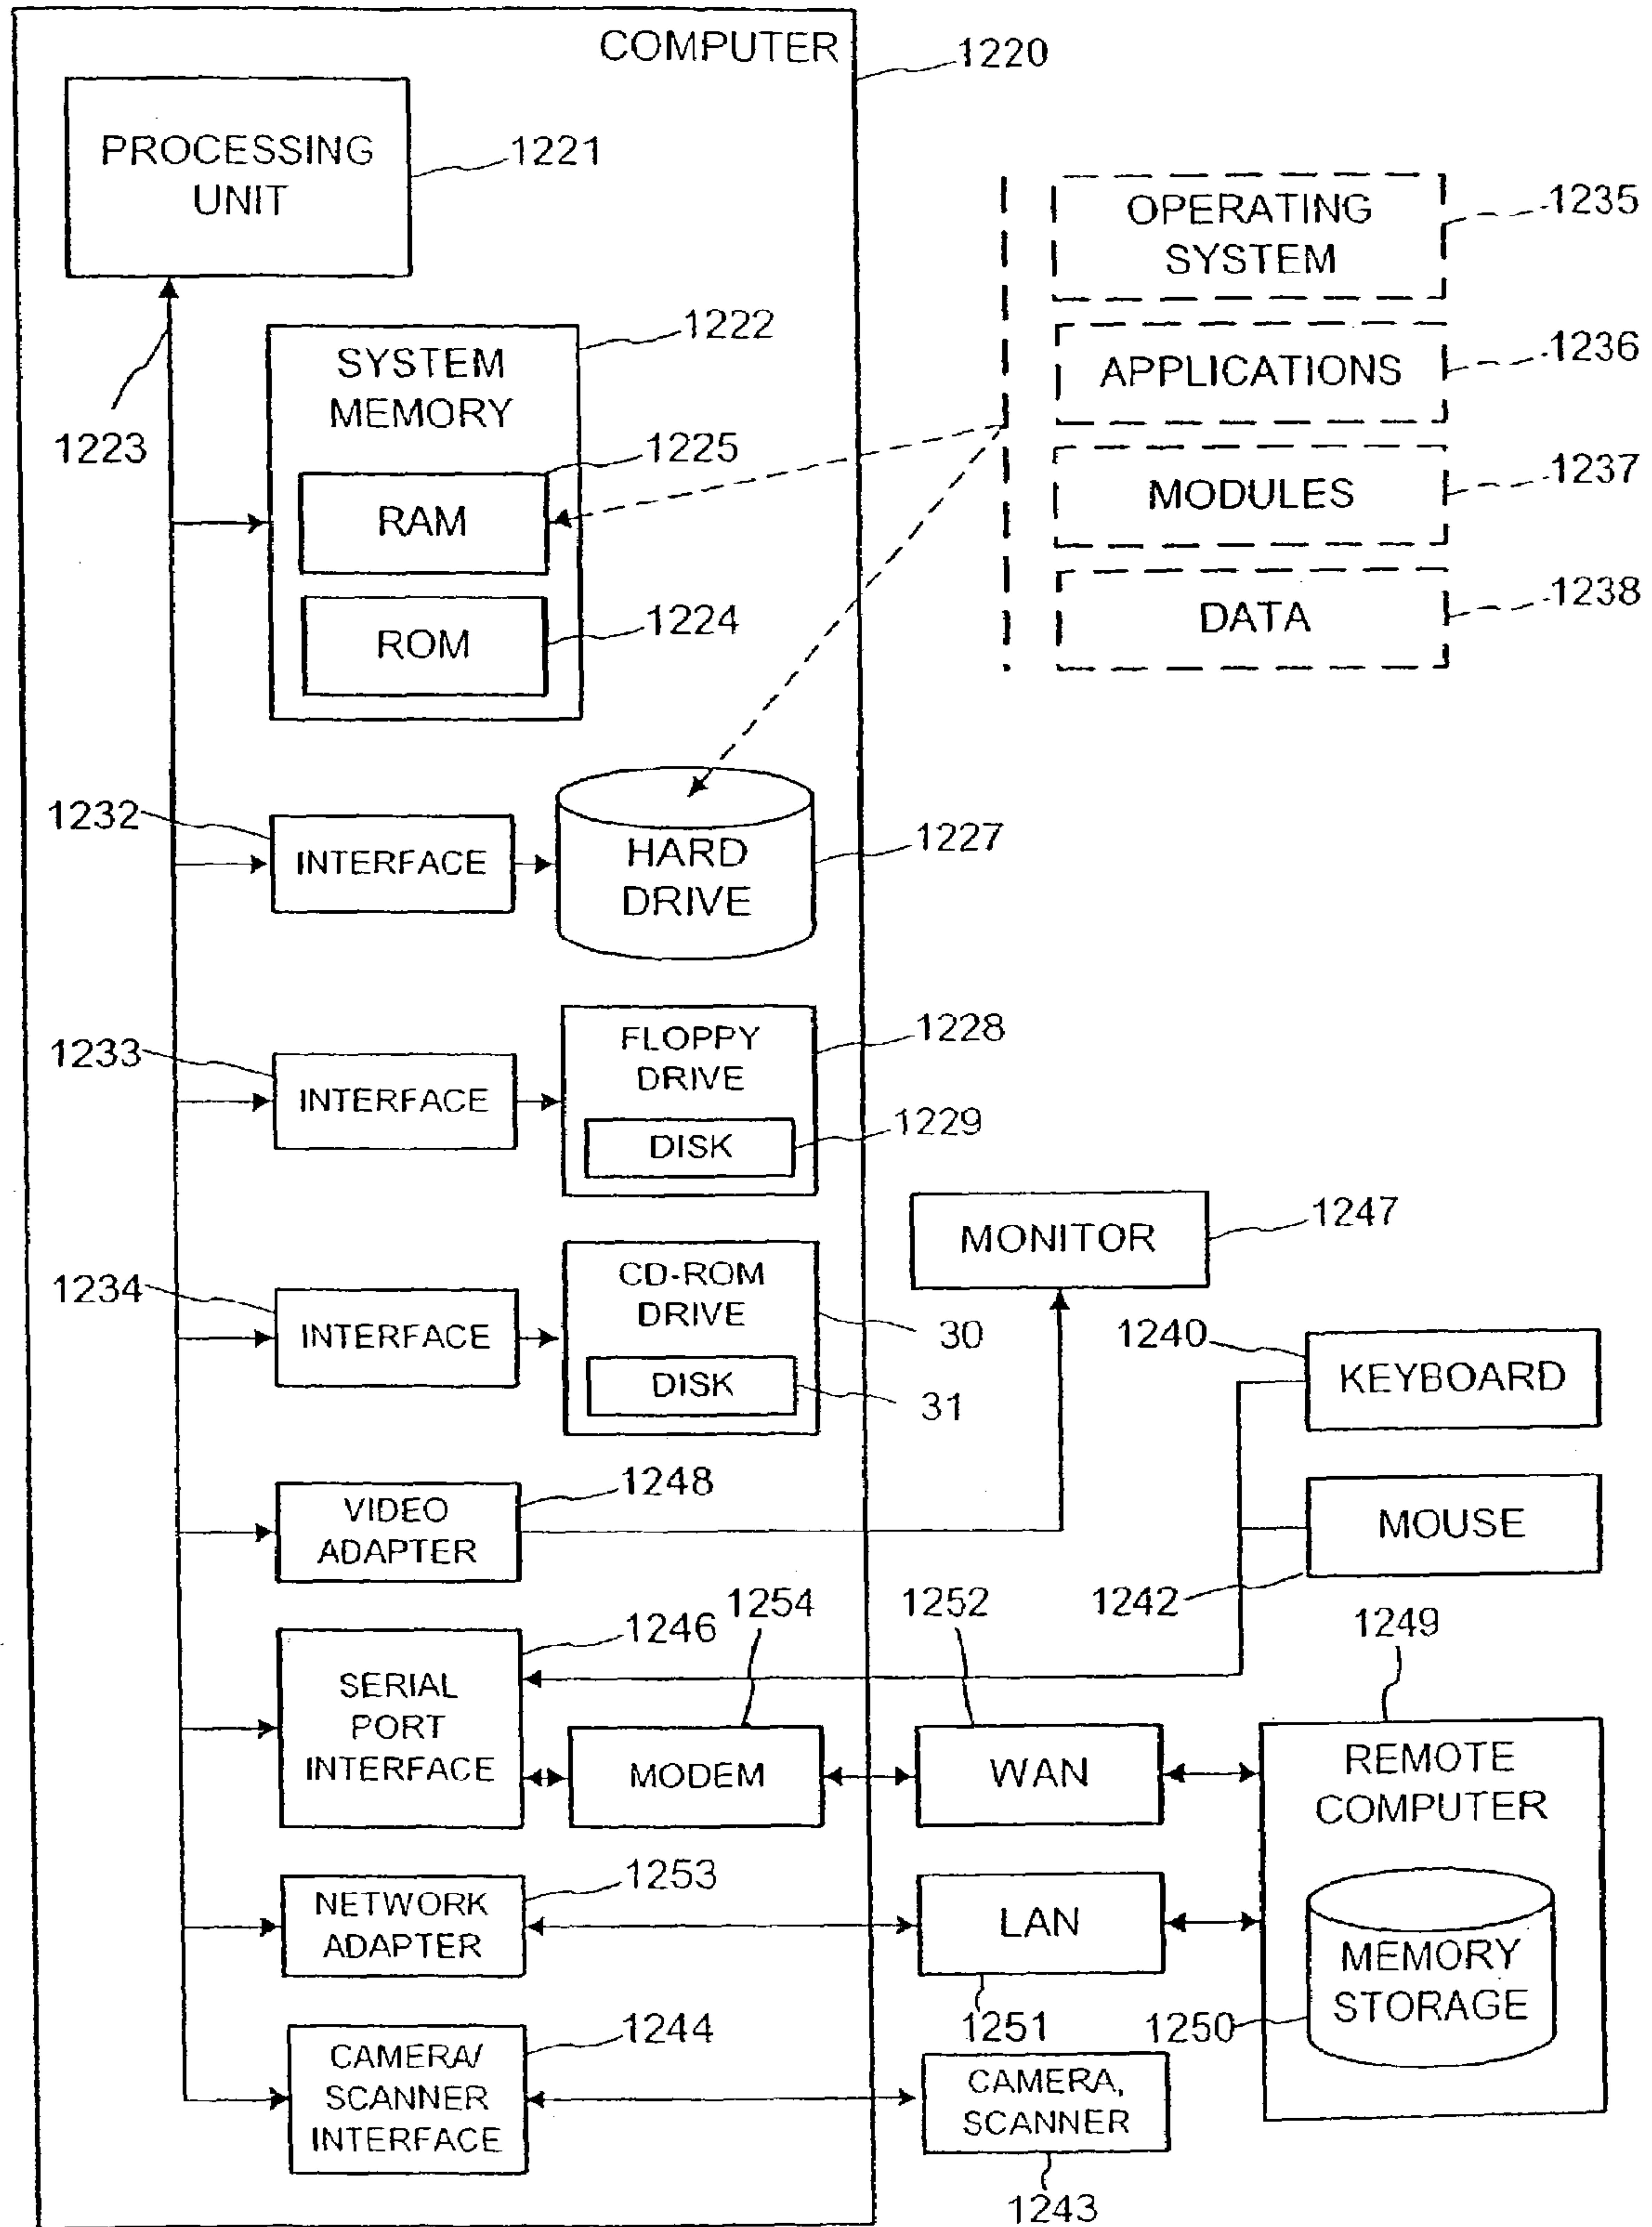 COMPUTER
1220
PROCESSING
UNIT
1221
OPERATING
SYSTEM
1235
1223
SYSTEM
MEMORY
1222
APPLICATIONS
1236
RAM
1225
MODULES
1237
ROM
1224
DATA
1238
1232
INTERFACE
HARD
DRIVE
1227
1233
INTERFACE
FLOPPY
DRIVE
1228
DISK
1229
MONITOR
1247
1234
INTERFACE
CD-ROM
DRIVE
30
DISK
31
1240
KEYBOARD
VIDEO
ADAPTER
1248
MOUSE
1242
SERIAL
PORT
INTERFACE
1246
1254
MODEM
1252
WAN
1249
REMOTE
COMPUTER
NETWORK
ADAPTER
1253
LAN
1251
MEMORY
STORAGE
1250
CAMERA/
SCANNER
INTERFACE
1244
CAMERA,
SCANNER
1243